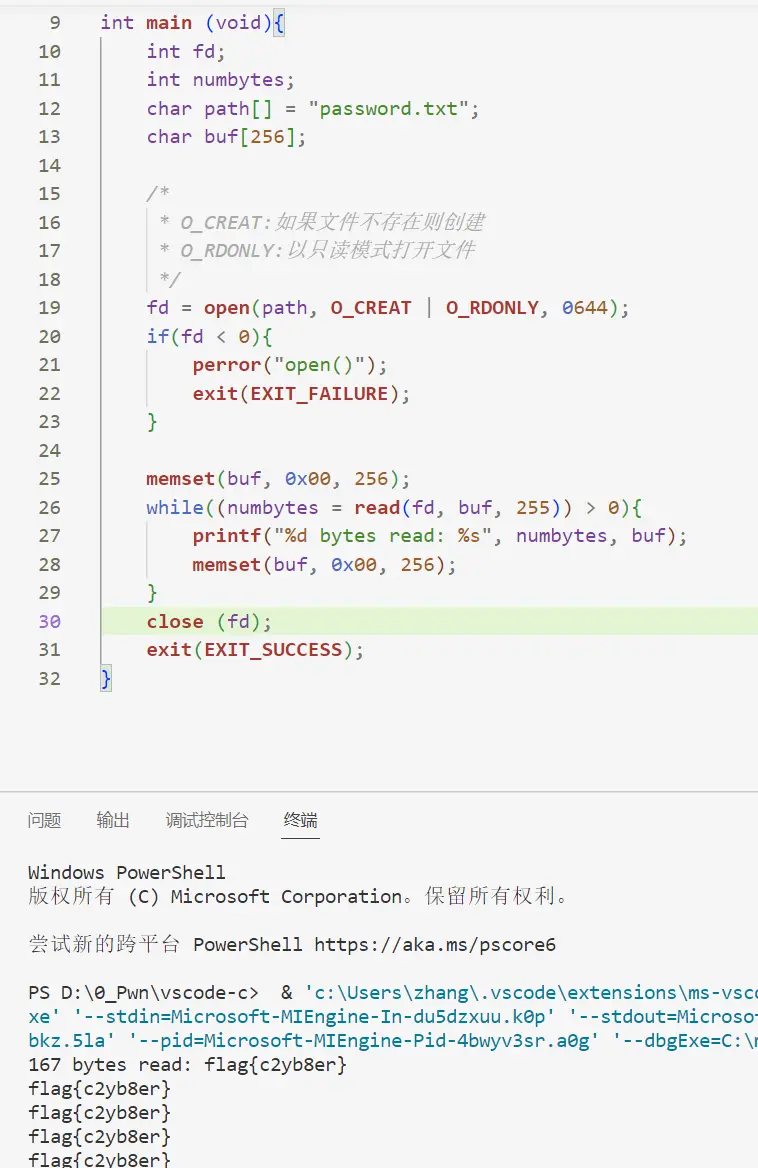 9 int main (void){
10 int fd;
11 int numbytes;
12 char path[] = "password.txt";
13 char buf[256];
14
15 /*
16 * O_CREAT:如果文件不存在则创建
17 * O_RDONLY:以只读模式打开文件
18 */
19 fd = open(path, O_CREAT | O_RDONLY, 0644);
20 if(fd < 0){
21 perror("open()");
22 exit(EXIT_FAILURE);
23 }
24
25 memset(buf, 0x00, 256);
26 while((numbytes = read(fd, buf, 255)) > 0){
27 printf("%d bytes read: %s", numbytes, buf);
28 memset(buf, 0x00, 256);
29 }
30 close (fd);
31 exit(EXIT_SUCCESS);
32 }
问题 输出 调试控制台 终端
Windows PowerShell
版权所有 (C) Microsoft Corporation。保留所有权利。
尝试新的跨平台 PowerShell https://aka.ms/pscore6
PS D:\0_Pwn\vscode-c> & 'c:\Users\zhang\.vscode\extensions\ms-vsc
xe' '--stdin=Microsoft-MIEngine-In-du5dzxuu.k0p' '--stdout=Microso
bkz.5la' '--pid=Microsoft-MIEngine-Pid-4bwyv3sr.a0g' '--dbgExe=C:\
167 bytes read: flag{c2yb8er}
flag{c2yb8er}
flag{c2yb8er}
flag{c2yb8er}
flag{c2yb8er}